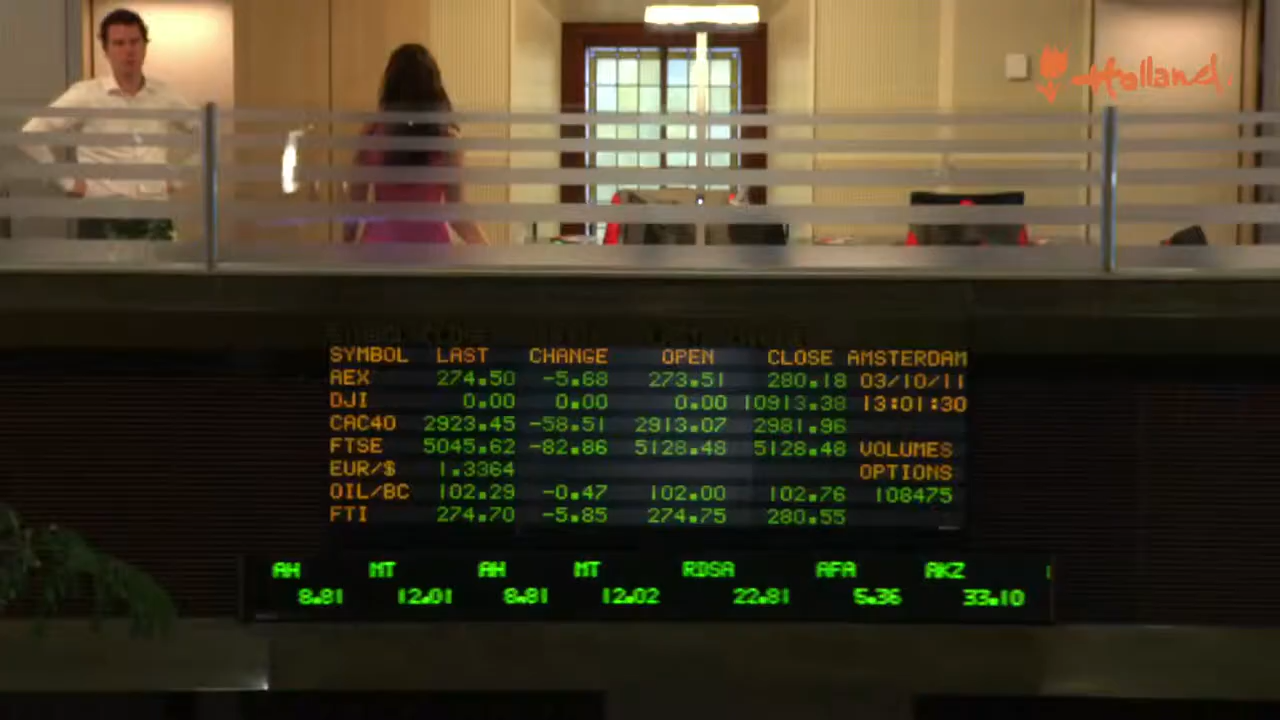 Holland.
SYMBOL LAST CHANGE OPEN CLOSE AMSTERDAM
AEX 274.50 -5.68 273.51 280.18 03/10/11
DJI 0.00 0.00 0.00 10913.38 13:01:30
CAC40 2923.45 -58.51 2913.07 2981.96
FTSE 5045.62 -82.86 5128.48 5128.48 VOLUMES
EUR/$ 1.3364 OPTIONS
OIL/BC 102.29 -0.47 102.00 102.76 108475
FTI 274.70 -5.85 274.75 280.55
AH MT AH MT RDSA AFA AKZ
8.81 12.01 8.81 12.02 22.81 5.36 33.10